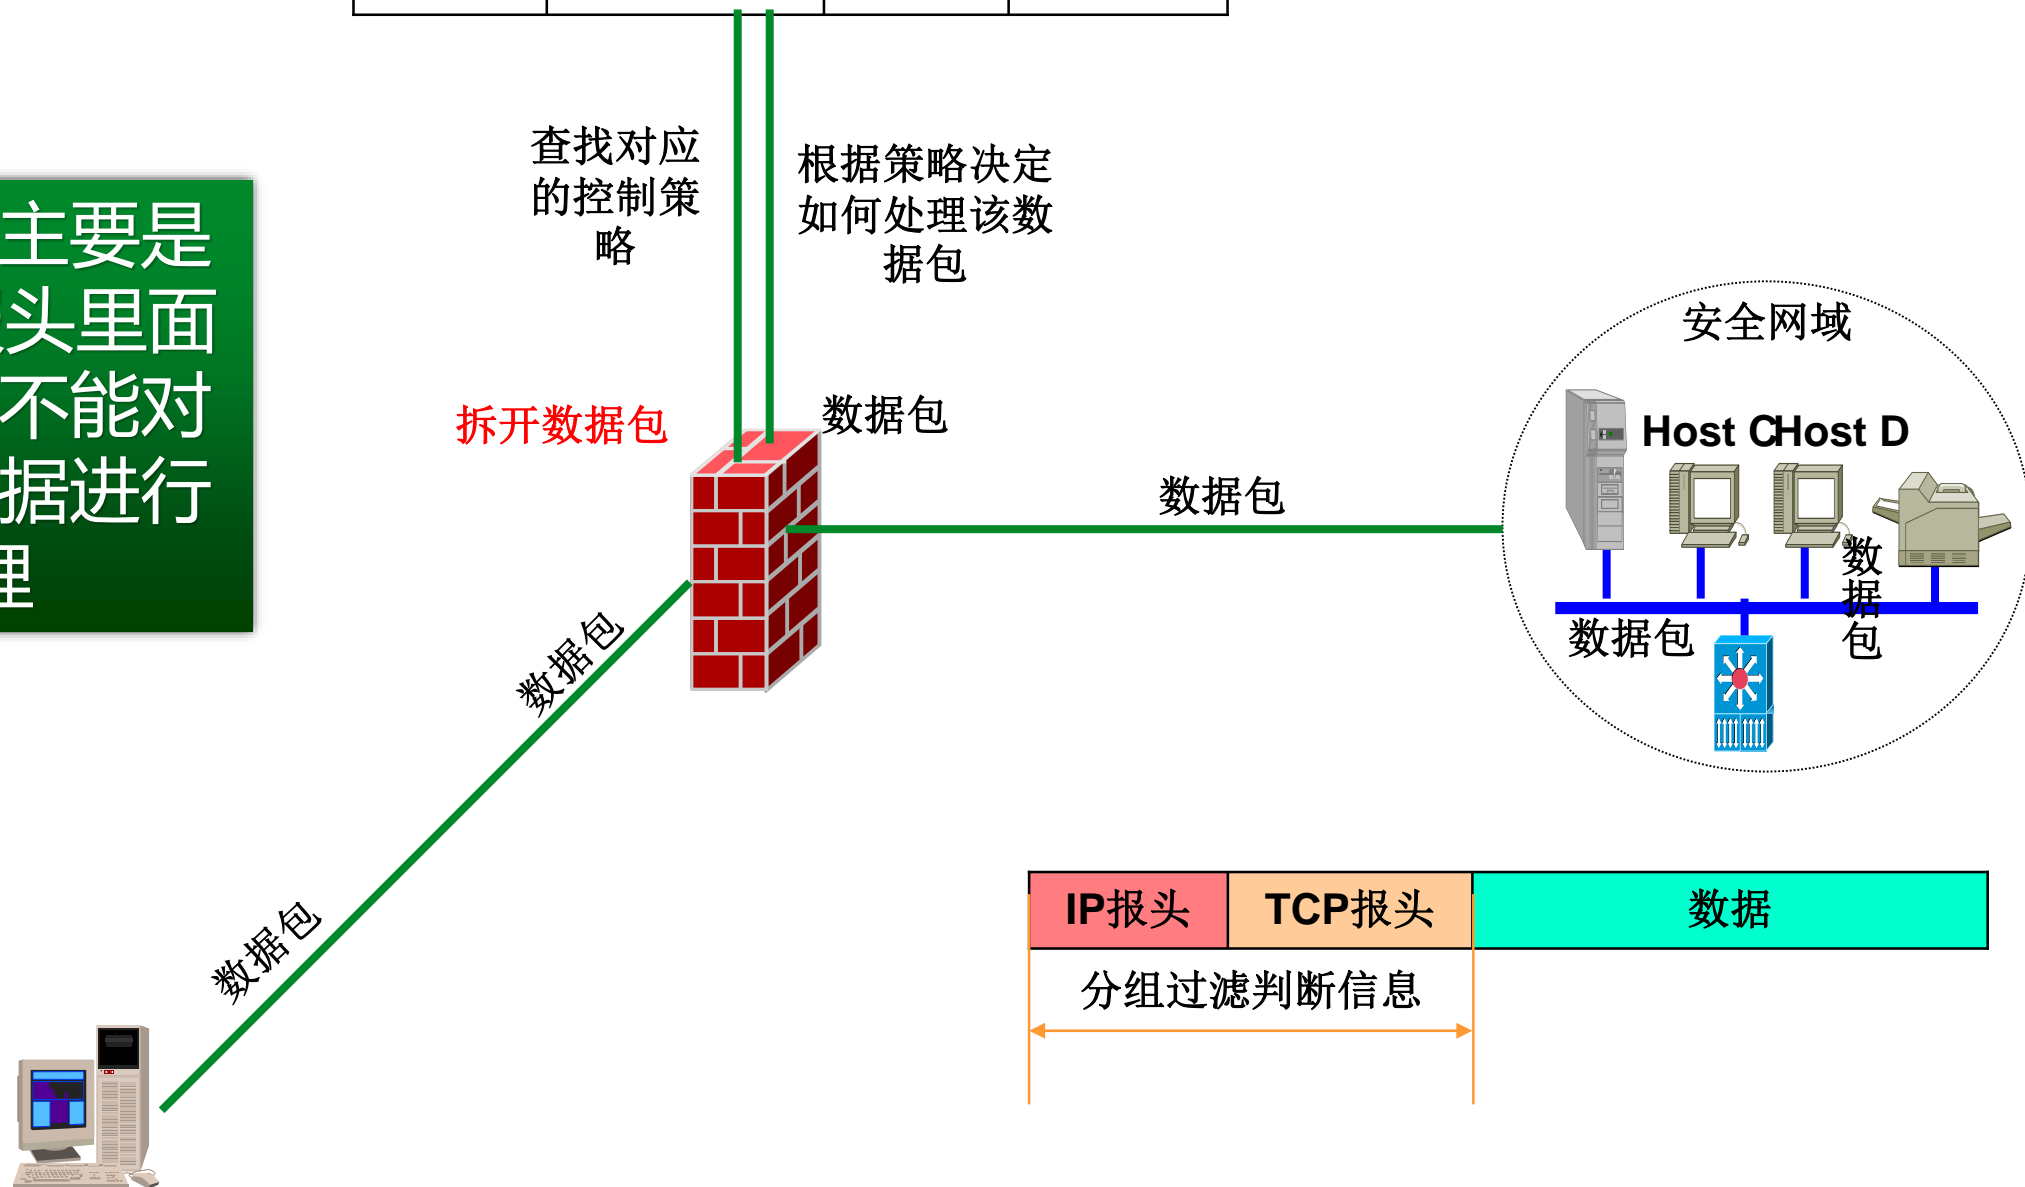 查找对应
的控制策
略
根据策略决定
如何处理该数
据包
主要是
头里面
不能对
据进行
理
拆开数据包
数据包
安全网域
Host C
Host D
数据包
数据包
数据包
数据包
数据包
IP报头
TCP报头
数据
分组过滤判断信息